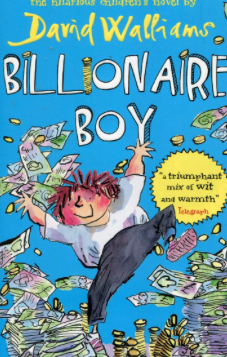 the hilarious children's novel by
David Walliams
BILLIONAIRE
BOY
"a triumphant
mix of wit
and warmth"
Telegraph